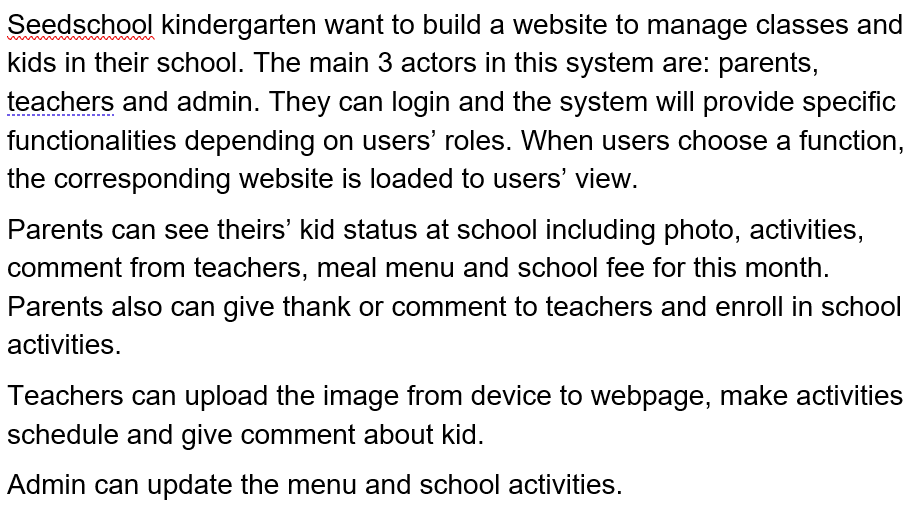 Seedschool kindergarten want to build a website to manage classes and
kids in their school. The main 3 actors in this system are: parents,
teachers and admin. They can login and the system will provide specific
functionalities depending on users’ roles. When users choose a function,
the corresponding website is loaded to users’ view.
Parents can see theirs’ kid status at school including photo, activities,
comment from teachers, meal menu and school fee for this month.
Parents also can give thank or comment to teachers and enroll in school
activities.
Teachers can upload the image from device to webpage, make activities
schedule and give comment about kid.
Admin can update the menu and school activities.